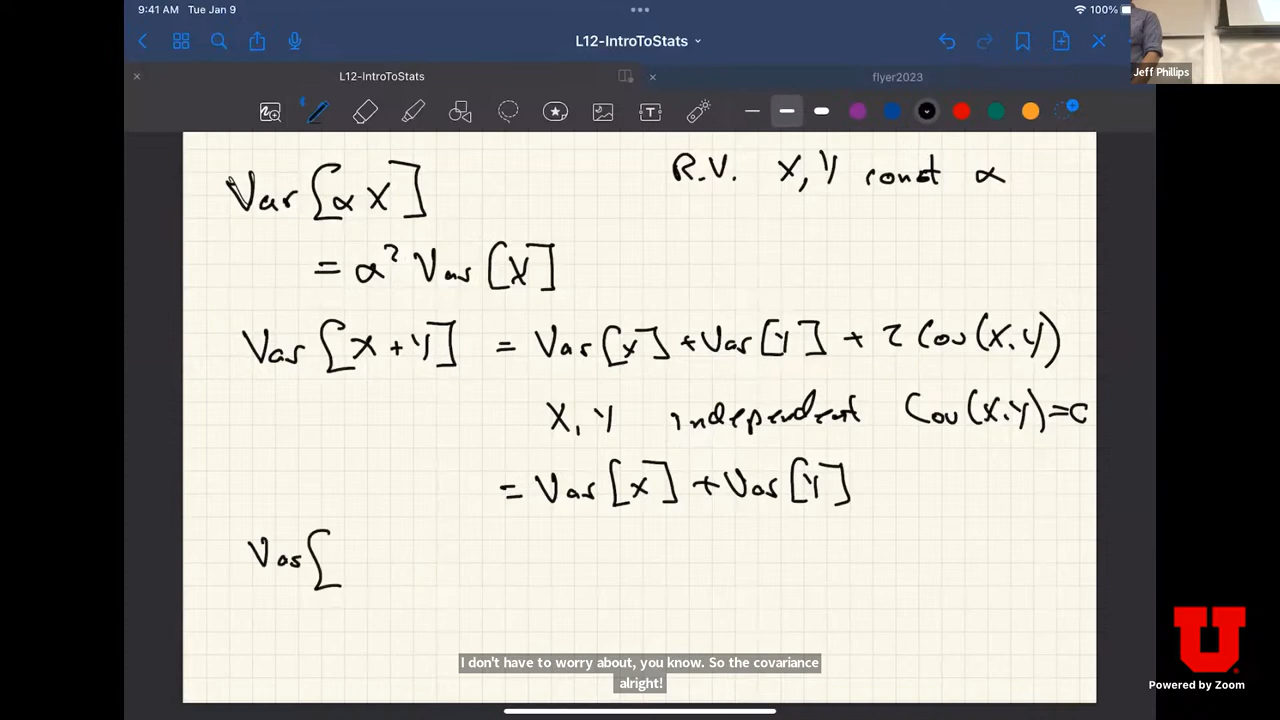 9:41 AM Tue Jan 9
100%
L12-IntroToStats
Jeff Phillips
L12-IntroToStats
flyer2023
Var[αX]
R.V. X, Y const α
= α² Var[X]
Var[X+Y] = Var[X] + Var[Y] + 2 Cov(X,Y)
X, Y independent Cov(X,Y)=0
= Var[X] + Var[Y]
Var[
I don't have to worry about, you know. So the covariance
alright!
U
Powered by Zoom